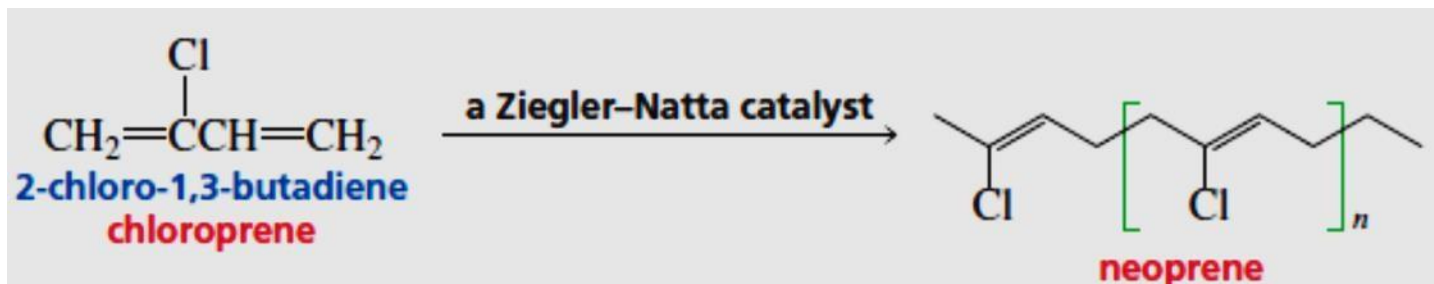 Cl
CH₂=CCH=CH₂
2-chloro-1,3-butadiene
chloroprene
a Ziegler–Natta catalyst
Cl
Cl
n
neoprene